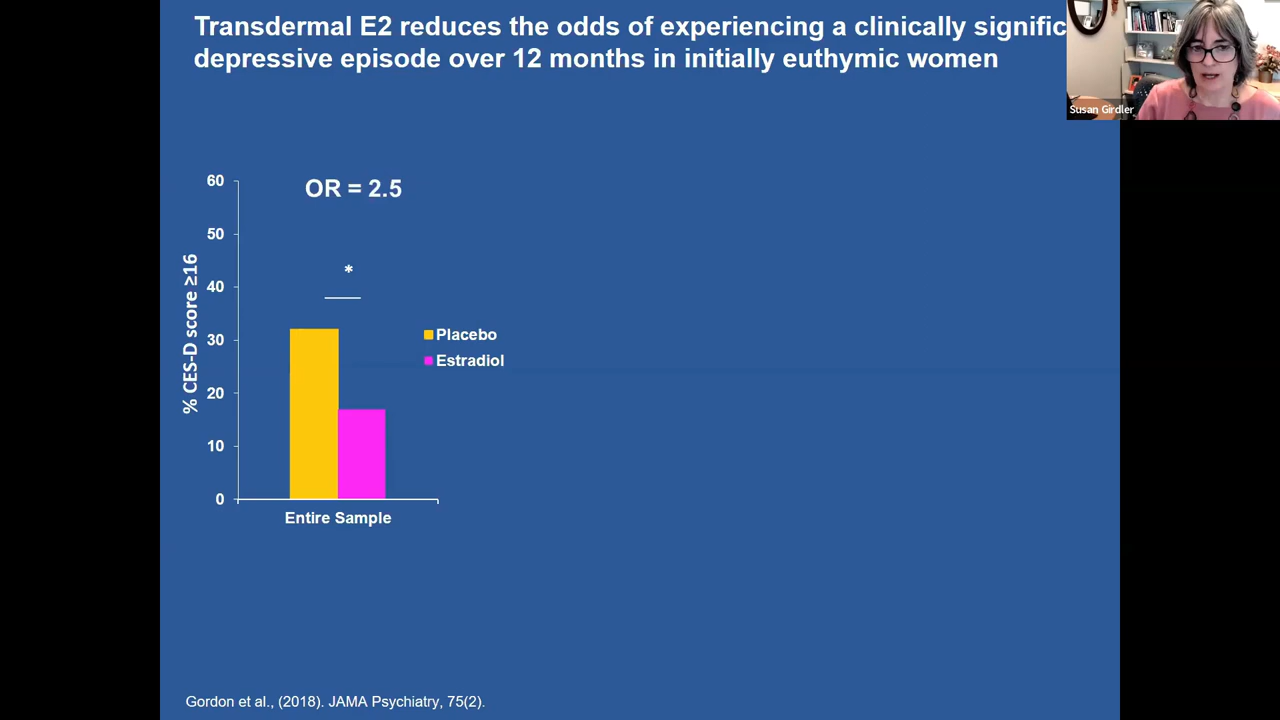 Transdermal E2 reduces the odds of experiencing a clinically signific
depressive episode over 12 months in initially euthymic women
Susan Girdler
OR = 2.5
*
% CES-D score ≥16
60
50
40
30
20
10
0
Placebo
Estradiol
Entire Sample
Gordon et al., (2018). JAMA Psychiatry, 75(2).